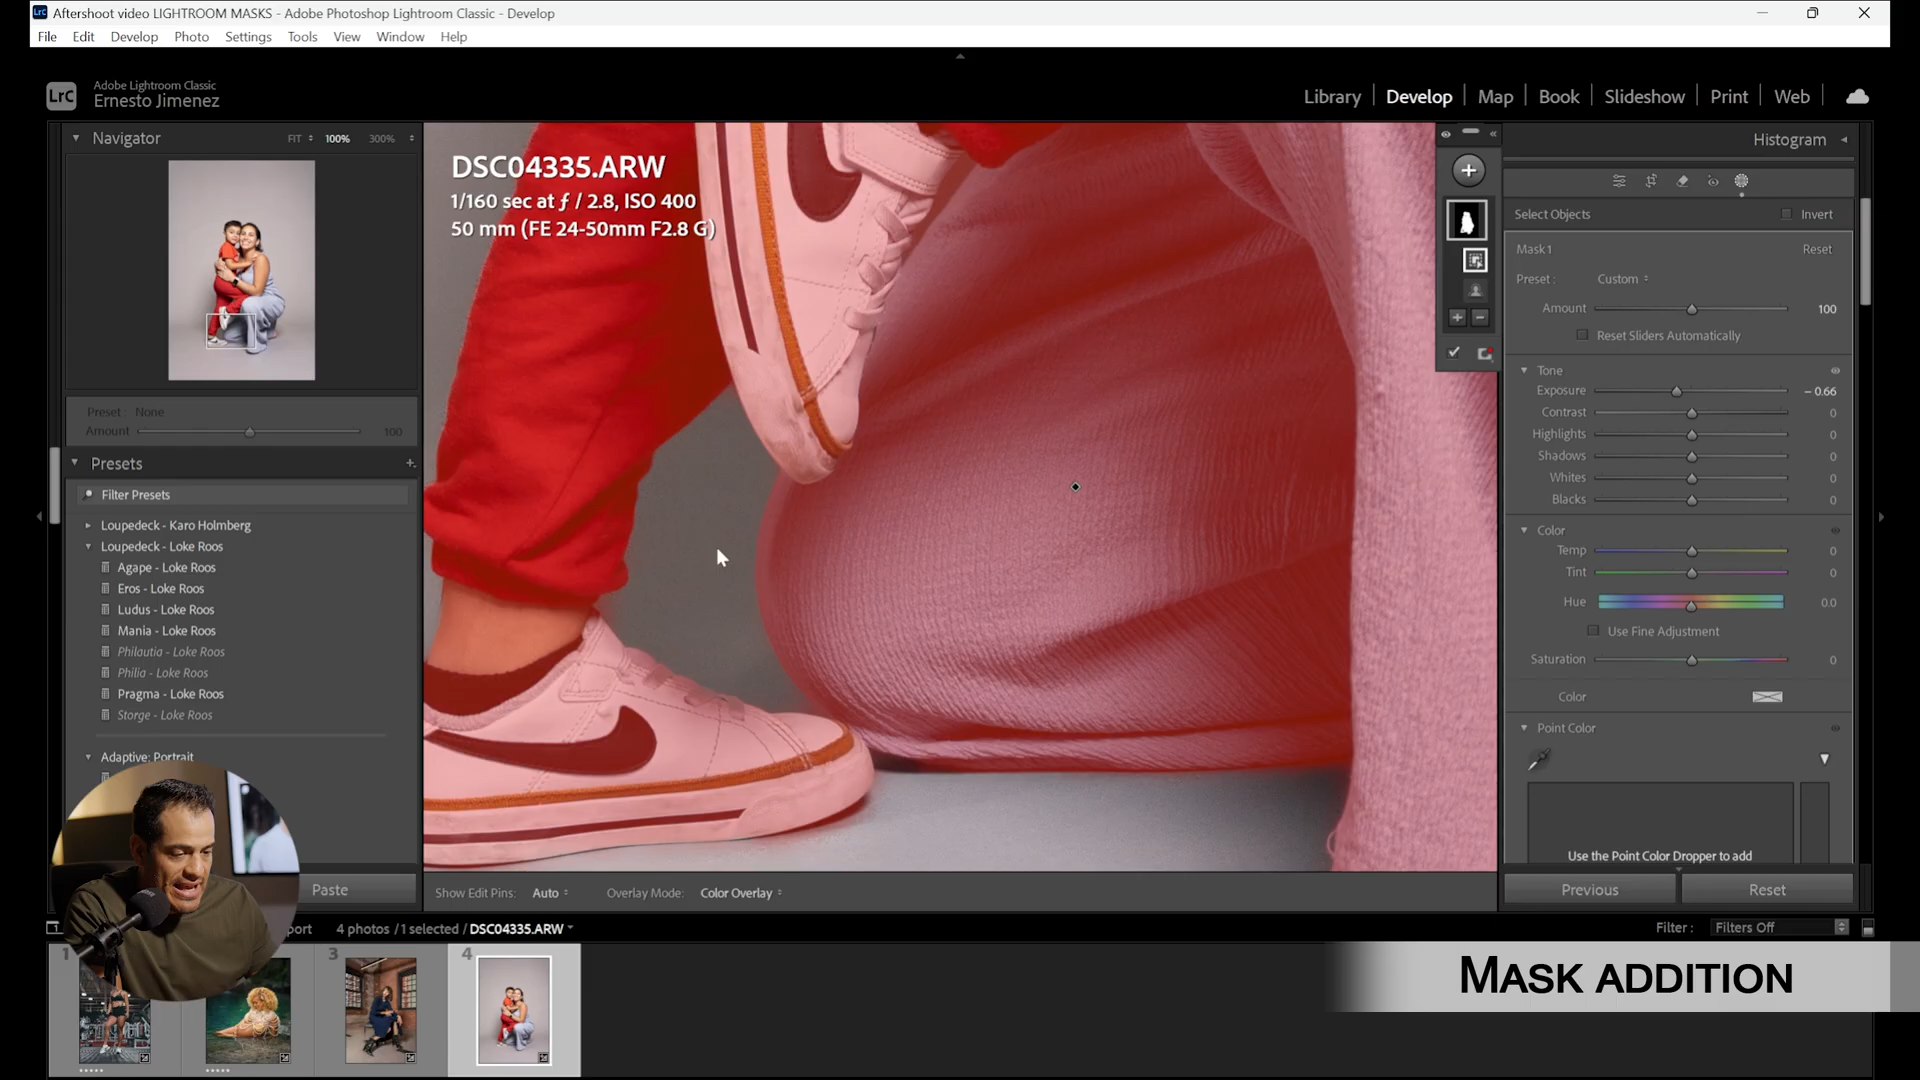 Aftershoot video LIGHTROOM MASKS - Adobe Photoshop Lightroom Classic - Develop
File Edit Develop Photo Settings Tools View Window Help
LrC
Adobe Lightroom Classic
Ernesto Jimenez
Library Develop Map Book Slideshow Print Web
Navigator FIT 100% 300%
Preset: None
Amount 100
Presets
Filter Presets
Loupedeck - Karo Holmberg
Loupedeck - Loke Roos
Agape - Loke Roos
Eros - Loke Roos
Ludus - Loke Roos
Mania - Loke Roos
Philautia - Loke Roos
Philia - Loke Roos
Pragma - Loke Roos
Storge - Loke Roos
Adaptive: Portrait
Paste
DSC04335.ARW
1/160 sec at ƒ / 2.8, ISO 400
50 mm (FE 24-50mm F2.8 G)
Show Edit Pins: Auto Overlay Mode: Color Overlay
Histogram
Select Objects Invert
Mask 1 Reset
Preset: Custom
Amount 100
Reset Sliders Automatically
Tone
Exposure – 0.66
Contrast 0
Highlights 0
Shadows 0
Whites 0
Blacks 0
Color
Temp 0
Tint 0
Hue 0.0
Use Fine Adjustment
Saturation 0
Color
Point Color
Use the Point Color Dropper to add
Previous Reset
port 4 photos / 1 selected / DSC04335.ARW
Filter: Filters Off
1 3 4
MASK ADDITION